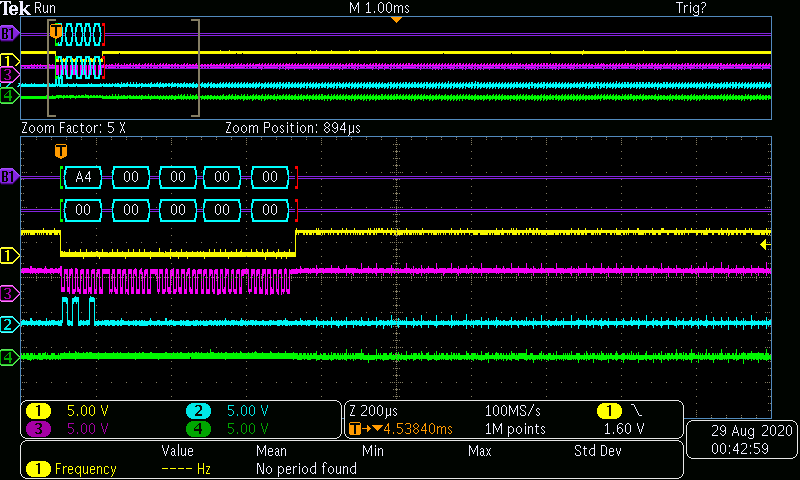 Tek Run M 1.00ms Trig?
B1
1
3
4
T
Zoom Factor: 5 X Zoom Position: 894µs
T
B1 A4 00 00 00 00
00 00 00 00 00
1
3
2
4
1 5.00 V 2 5.00 V Z 200µs 100MS/s 1
3 5.00 V 4 5.00 V T→▼4.53840ms 1M points 1.60 V
29 Aug 2020
00:42:59
Value Mean Min Max Std Dev
1 Frequency ---- Hz No period found